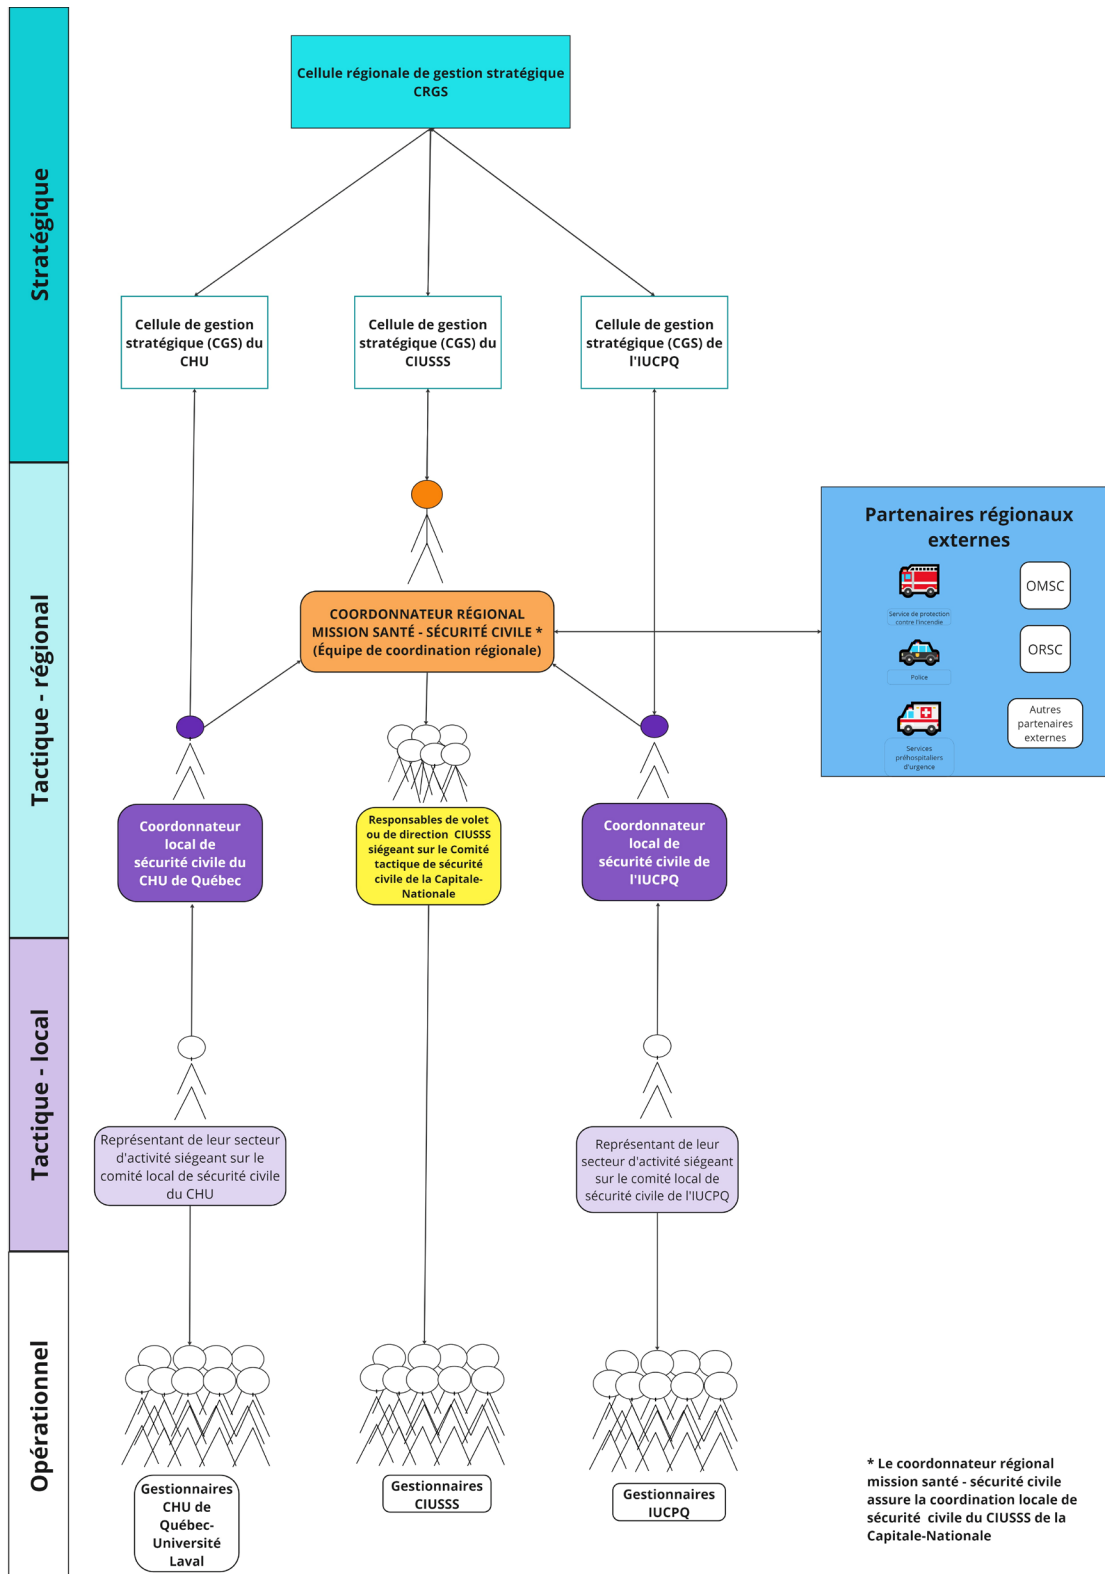 Stratégique
Cellule régionale de gestion stratégique
CRGS
Cellule de gestion
stratégique (CGS) du
CHU
Cellule de gestion
stratégique (CGS) du
CIUSSS
Cellule de gestion
stratégique (CGS) de
l'IUCPQ
Tactique - régional
COORDONNATEUR RÉGIONAL
MISSION SANTÉ - SÉCURITÉ CIVILE *
(Équipe de coordination régionale)
Partenaires régionaux
externes
Service de protection
contre l'incendie
Police
Services
préhospitaliers
d'urgence
OMSC
ORSC
Autres
partenaires
externes
Coordonnateur
local de
sécurité civile du
CHU de Québec
Responsables de volet
ou de direction CIUSSS
siégeant sur le Comité
tactique de sécurité
civile de la Capitale-
Nationale
Coordonnateur
local de
sécurité civile de
l'IUCPQ
Tactique - local
Représentant de leur secteur
d'activité siégeant sur le
comité local de sécurité civile
du CHU
Représentant de leur
secteur d'activité siégeant
sur le comité local de
sécurité civile de l'IUCPQ
Opérationnel
Gestionnaires
CHU de
Québec-
Université
Laval
Gestionnaires
CIUSSS
Gestionnaires
IUCPQ
* Le coordonnateur régional
mission santé - sécurité civile
assure la coordination locale de
sécurité civile du CIUSSS de la
Capitale-Nationale